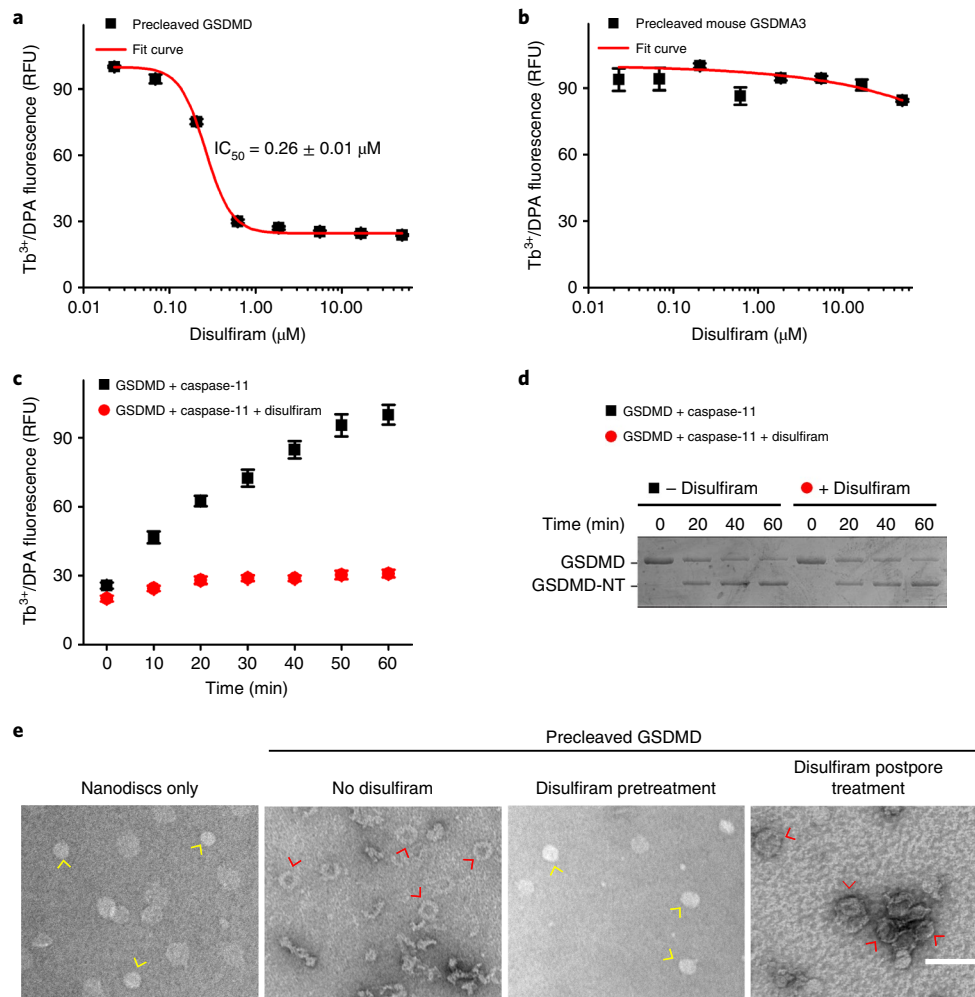 a
Precleaved GSDMD
Fit curve
Tb³⁺/DPA fluorescence (RFU)
90
60
30
0
IC₅₀ = 0.26 ± 0.01 μM
0.01 0.10 1.00 10.00
Disulfiram (μM)
b
Precleaved mouse GSDMA3
Fit curve
Tb³⁺/DPA fluorescence (RFU)
90
60
30
0
0.01 0.10 1.00 10.00
Disulfiram (μM)
c
GSDMD + caspase-11
GSDMD + caspase-11 + disulfiram
Tb³⁺/DPA fluorescence (RFU)
90
60
30
0
0 10 20 30 40 50 60
Time (min)
d
GSDMD + caspase-11
GSDMD + caspase-11 + disulfiram
– Disulfiram + Disulfiram
Time (min) 0 20 40 60 0 20 40 60
GSDMD
GSDMD-NT
e
Precleaved GSDMD
Nanodiscs only
No disulfiram
Disulfiram pretreatment
Disulfiram postpore
treatment